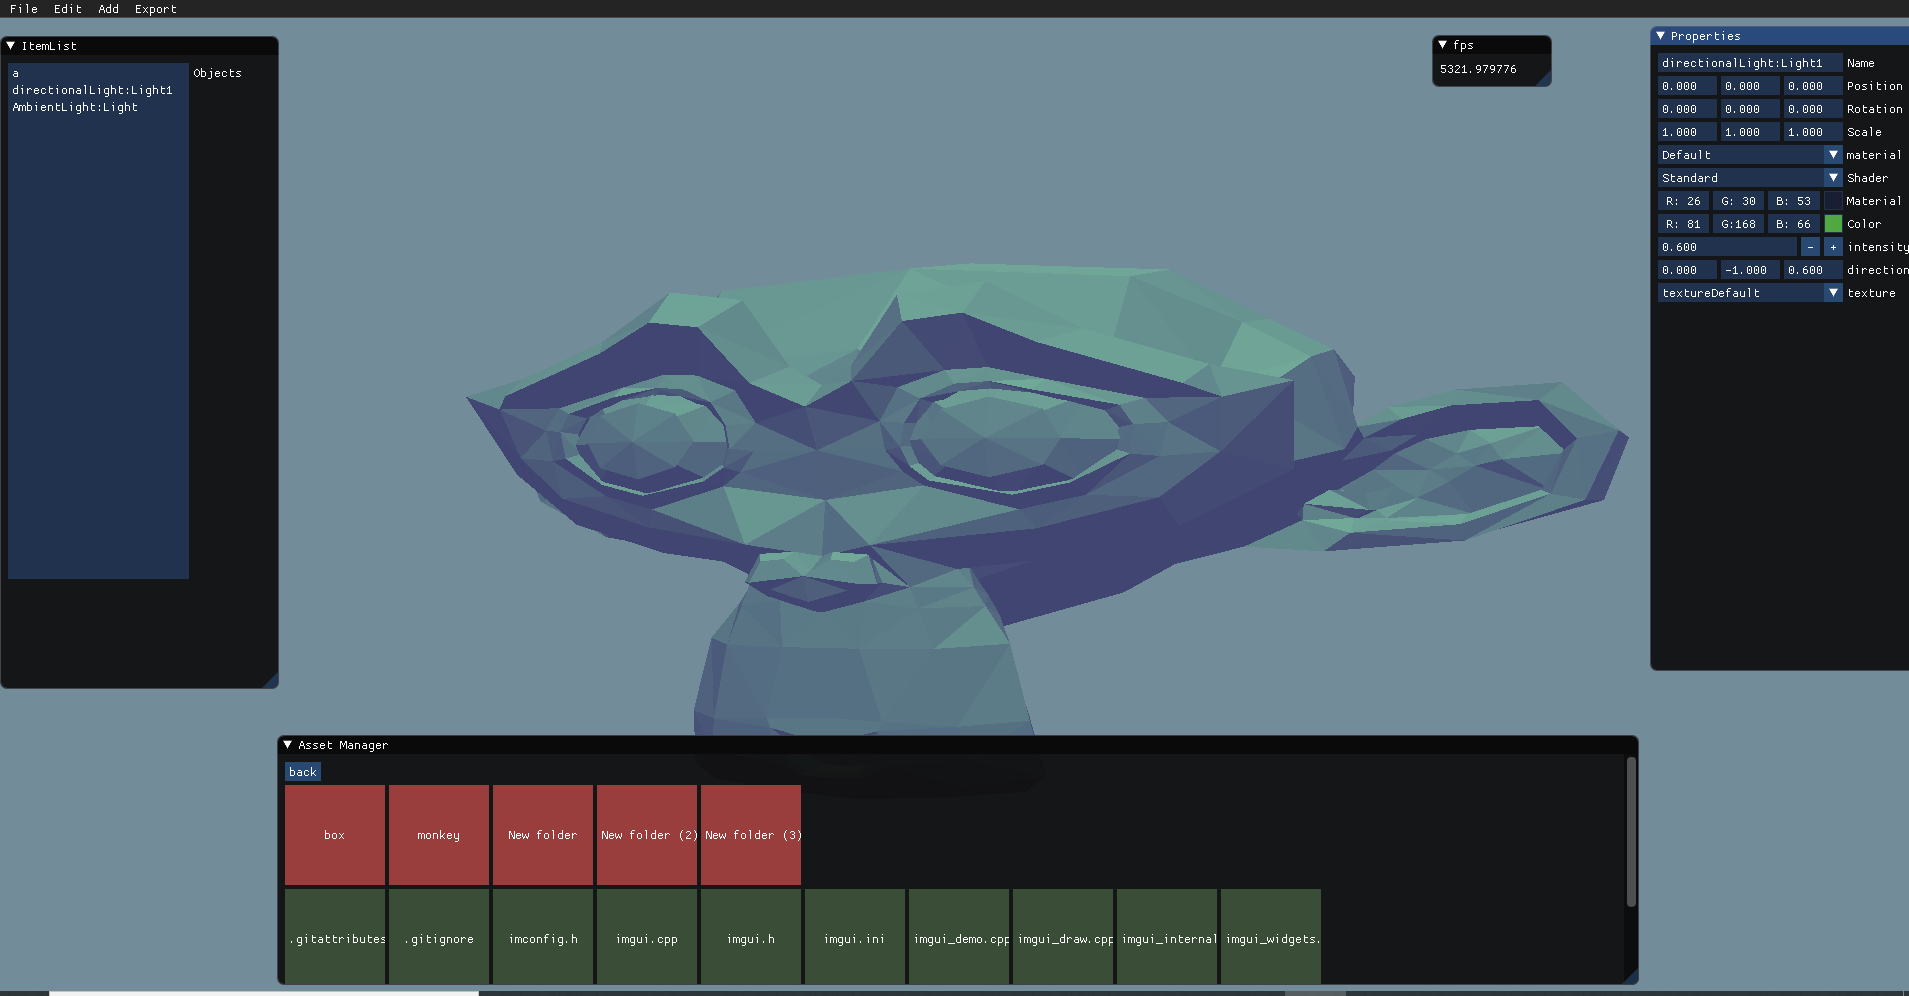 File Edit Add Export
ItemList
a
directionalLight:Light1
AmbientLight:Light
Objects
fps
5321.979776
Properties
directionalLight:Light1 Name
0.000 0.000 0.000 Position
0.000 0.000 0.000 Rotation
1.000 1.000 1.000 Scale
Default material
Standard Shader
R: 26 G: 30 B: 53 Material
R: 81 G:168 B: 66 Color
0.600 - + intensity
0.000 -1.000 0.600 direction
textureDefault texture
Asset Manager
back
box monkey New folder New folder (2) New folder (3)
.gitattributes .gitignore imconfig.h imgui.cpp imgui.h imgui.ini imgui_demo.cpp imgui_draw.cpp imgui_internal imgui_widgets.